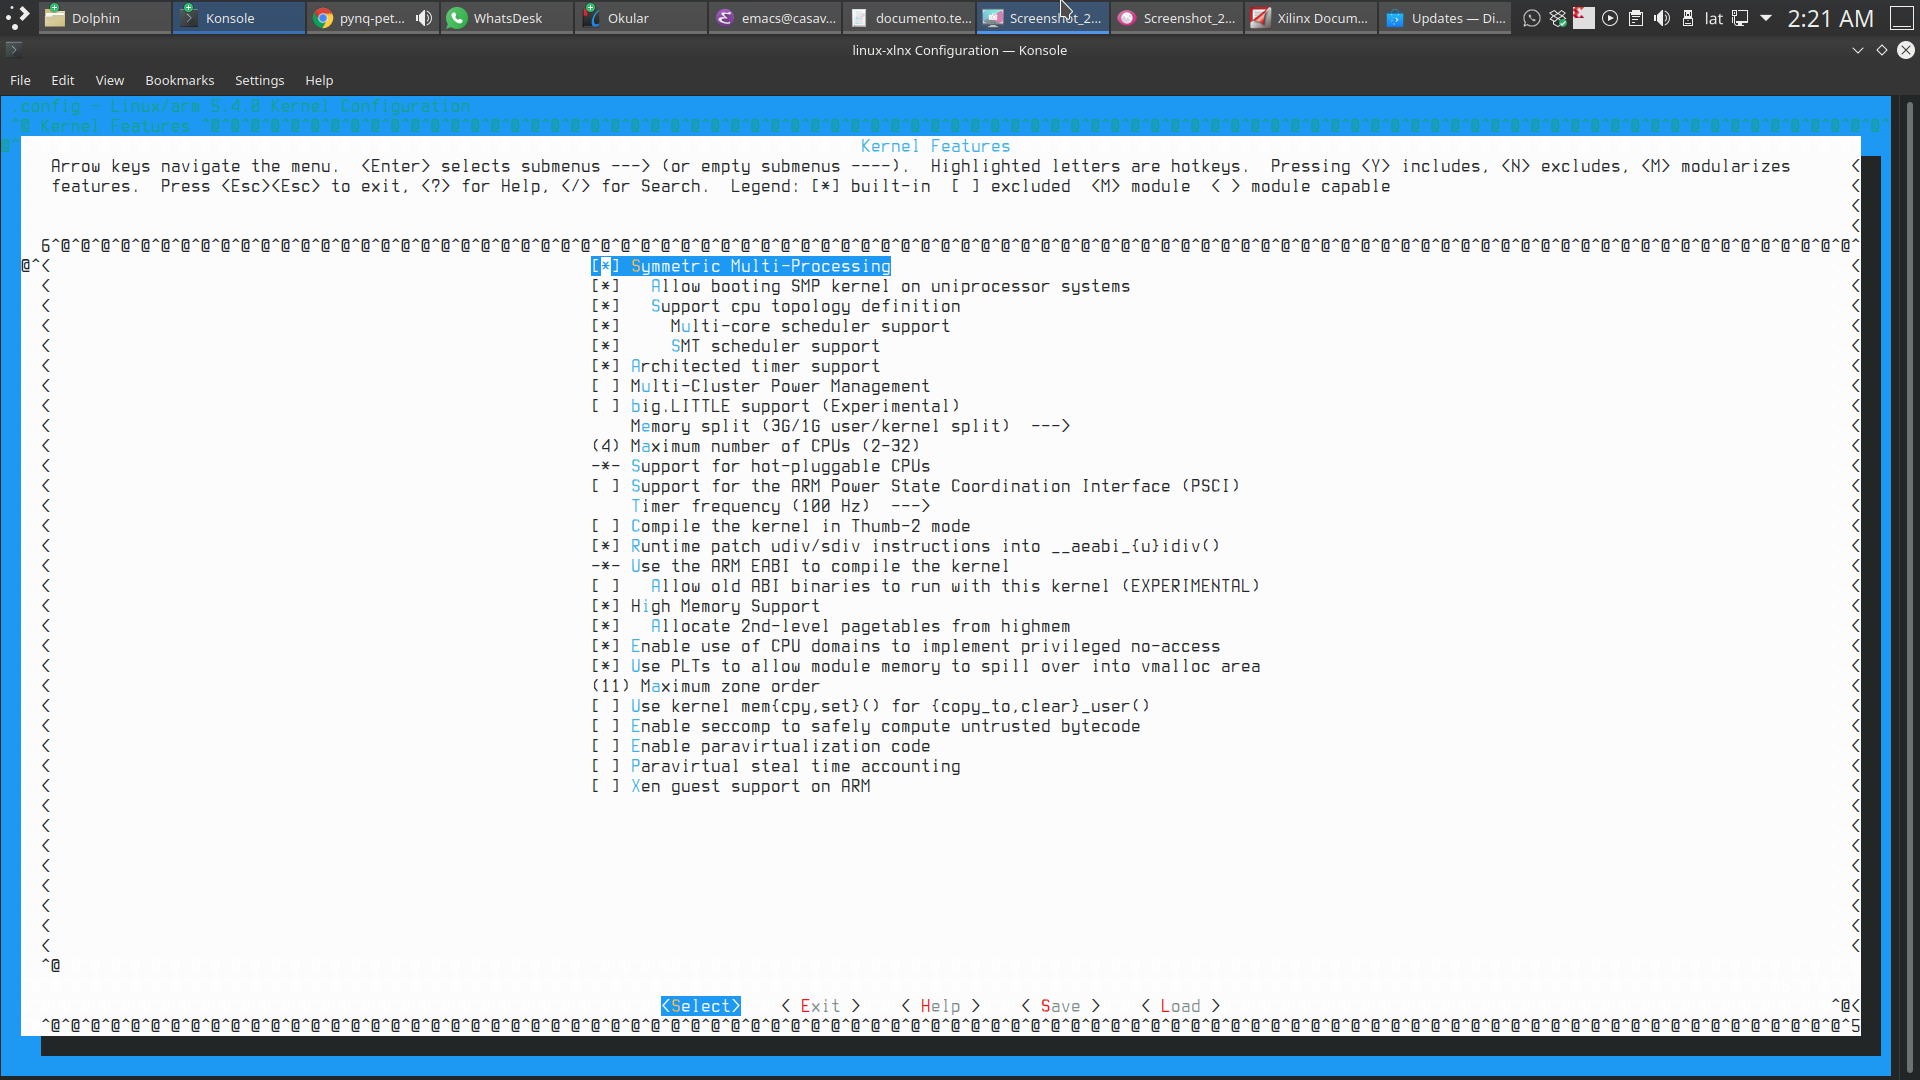 Dolphin
Konsole
pynq-pet...
WhatsDesk
Okular
emacs@casav...
documento.te...
Screenshot_2...
Screenshot_2...
Xilinx Docum...
Updates — Di...
lat
2:21 AM
linux-xlnx Configuration — Konsole
File Edit View Bookmarks Settings Help
.config - Linux/arm 5.4.0 Kernel Configuration
Kernel Features
Kernel Features
Arrow keys navigate the menu. <Enter> selects submenus ---> (or empty submenus ----). Highlighted letters are hotkeys. Pressing <Y> includes, <N> excludes, <M> modularizes
features. Press <Esc><Esc> to exit, <?> for Help, </> for Search. Legend: [*] built-in [ ] excluded <M> module < > module capable
[*] Symmetric Multi-Processing
[*] Allow booting SMP kernel on uniprocessor systems
[*] Support cpu topology definition
[*] Multi-core scheduler support
[*] SMT scheduler support
[*] Architected timer support
[ ] Multi-Cluster Power Management
[ ] big.LITTLE support (Experimental)
Memory split (3G/1G user/kernel split) --->
(4) Maximum number of CPUs (2-32)
-*- Support for hot-pluggable CPUs
[ ] Support for the ARM Power State Coordination Interface (PSCI)
Timer frequency (100 Hz) --->
[ ] Compile the kernel in Thumb-2 mode
[*] Runtime patch udiv/sdiv instructions into __aeabi_{u}idiv()
-*- Use the ARM EABI to compile the kernel
[ ] Allow old ABI binaries to run with this kernel (EXPERIMENTAL)
[*] High Memory Support
[*] Allocate 2nd-level pagetables from highmem
[*] Enable use of CPU domains to implement privileged no-access
[*] Use PLTs to allow module memory to spill over into vmalloc area
(11) Maximum zone order
[ ] Use kernel mem{cpy,set}() for {copy_to,clear}_user()
[ ] Enable seccomp to safely compute untrusted bytecode
[ ] Enable paravirtualization code
[ ] Paravirtual steal time accounting
[ ] Xen guest support on ARM
<Select> < Exit > < Help > < Save > < Load >